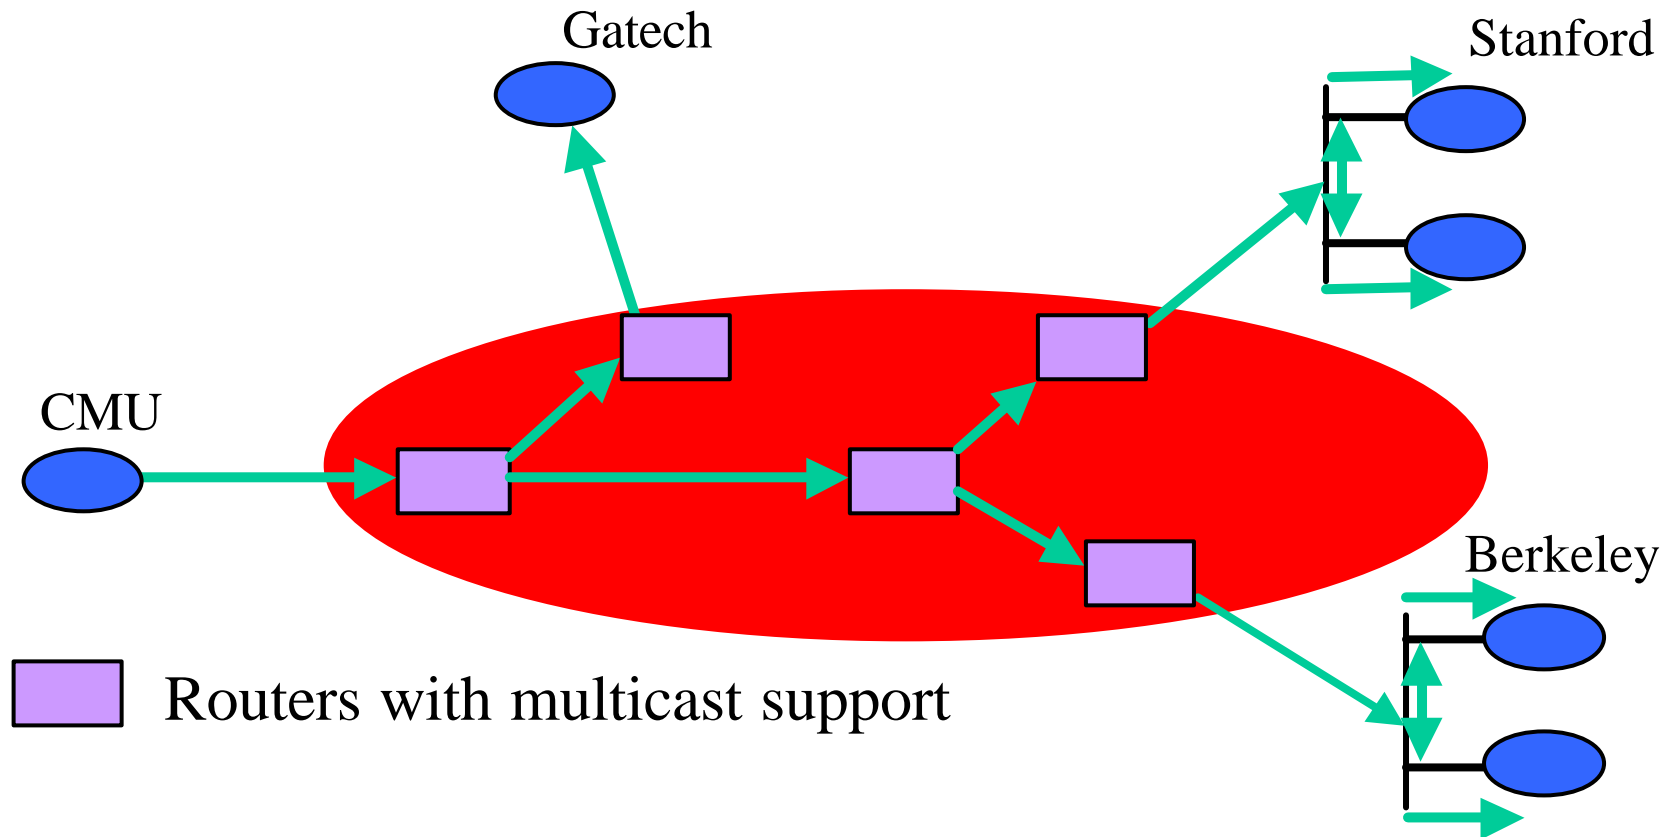 Gatech
Stanford
CMU
Berkeley
Routers with multicast support